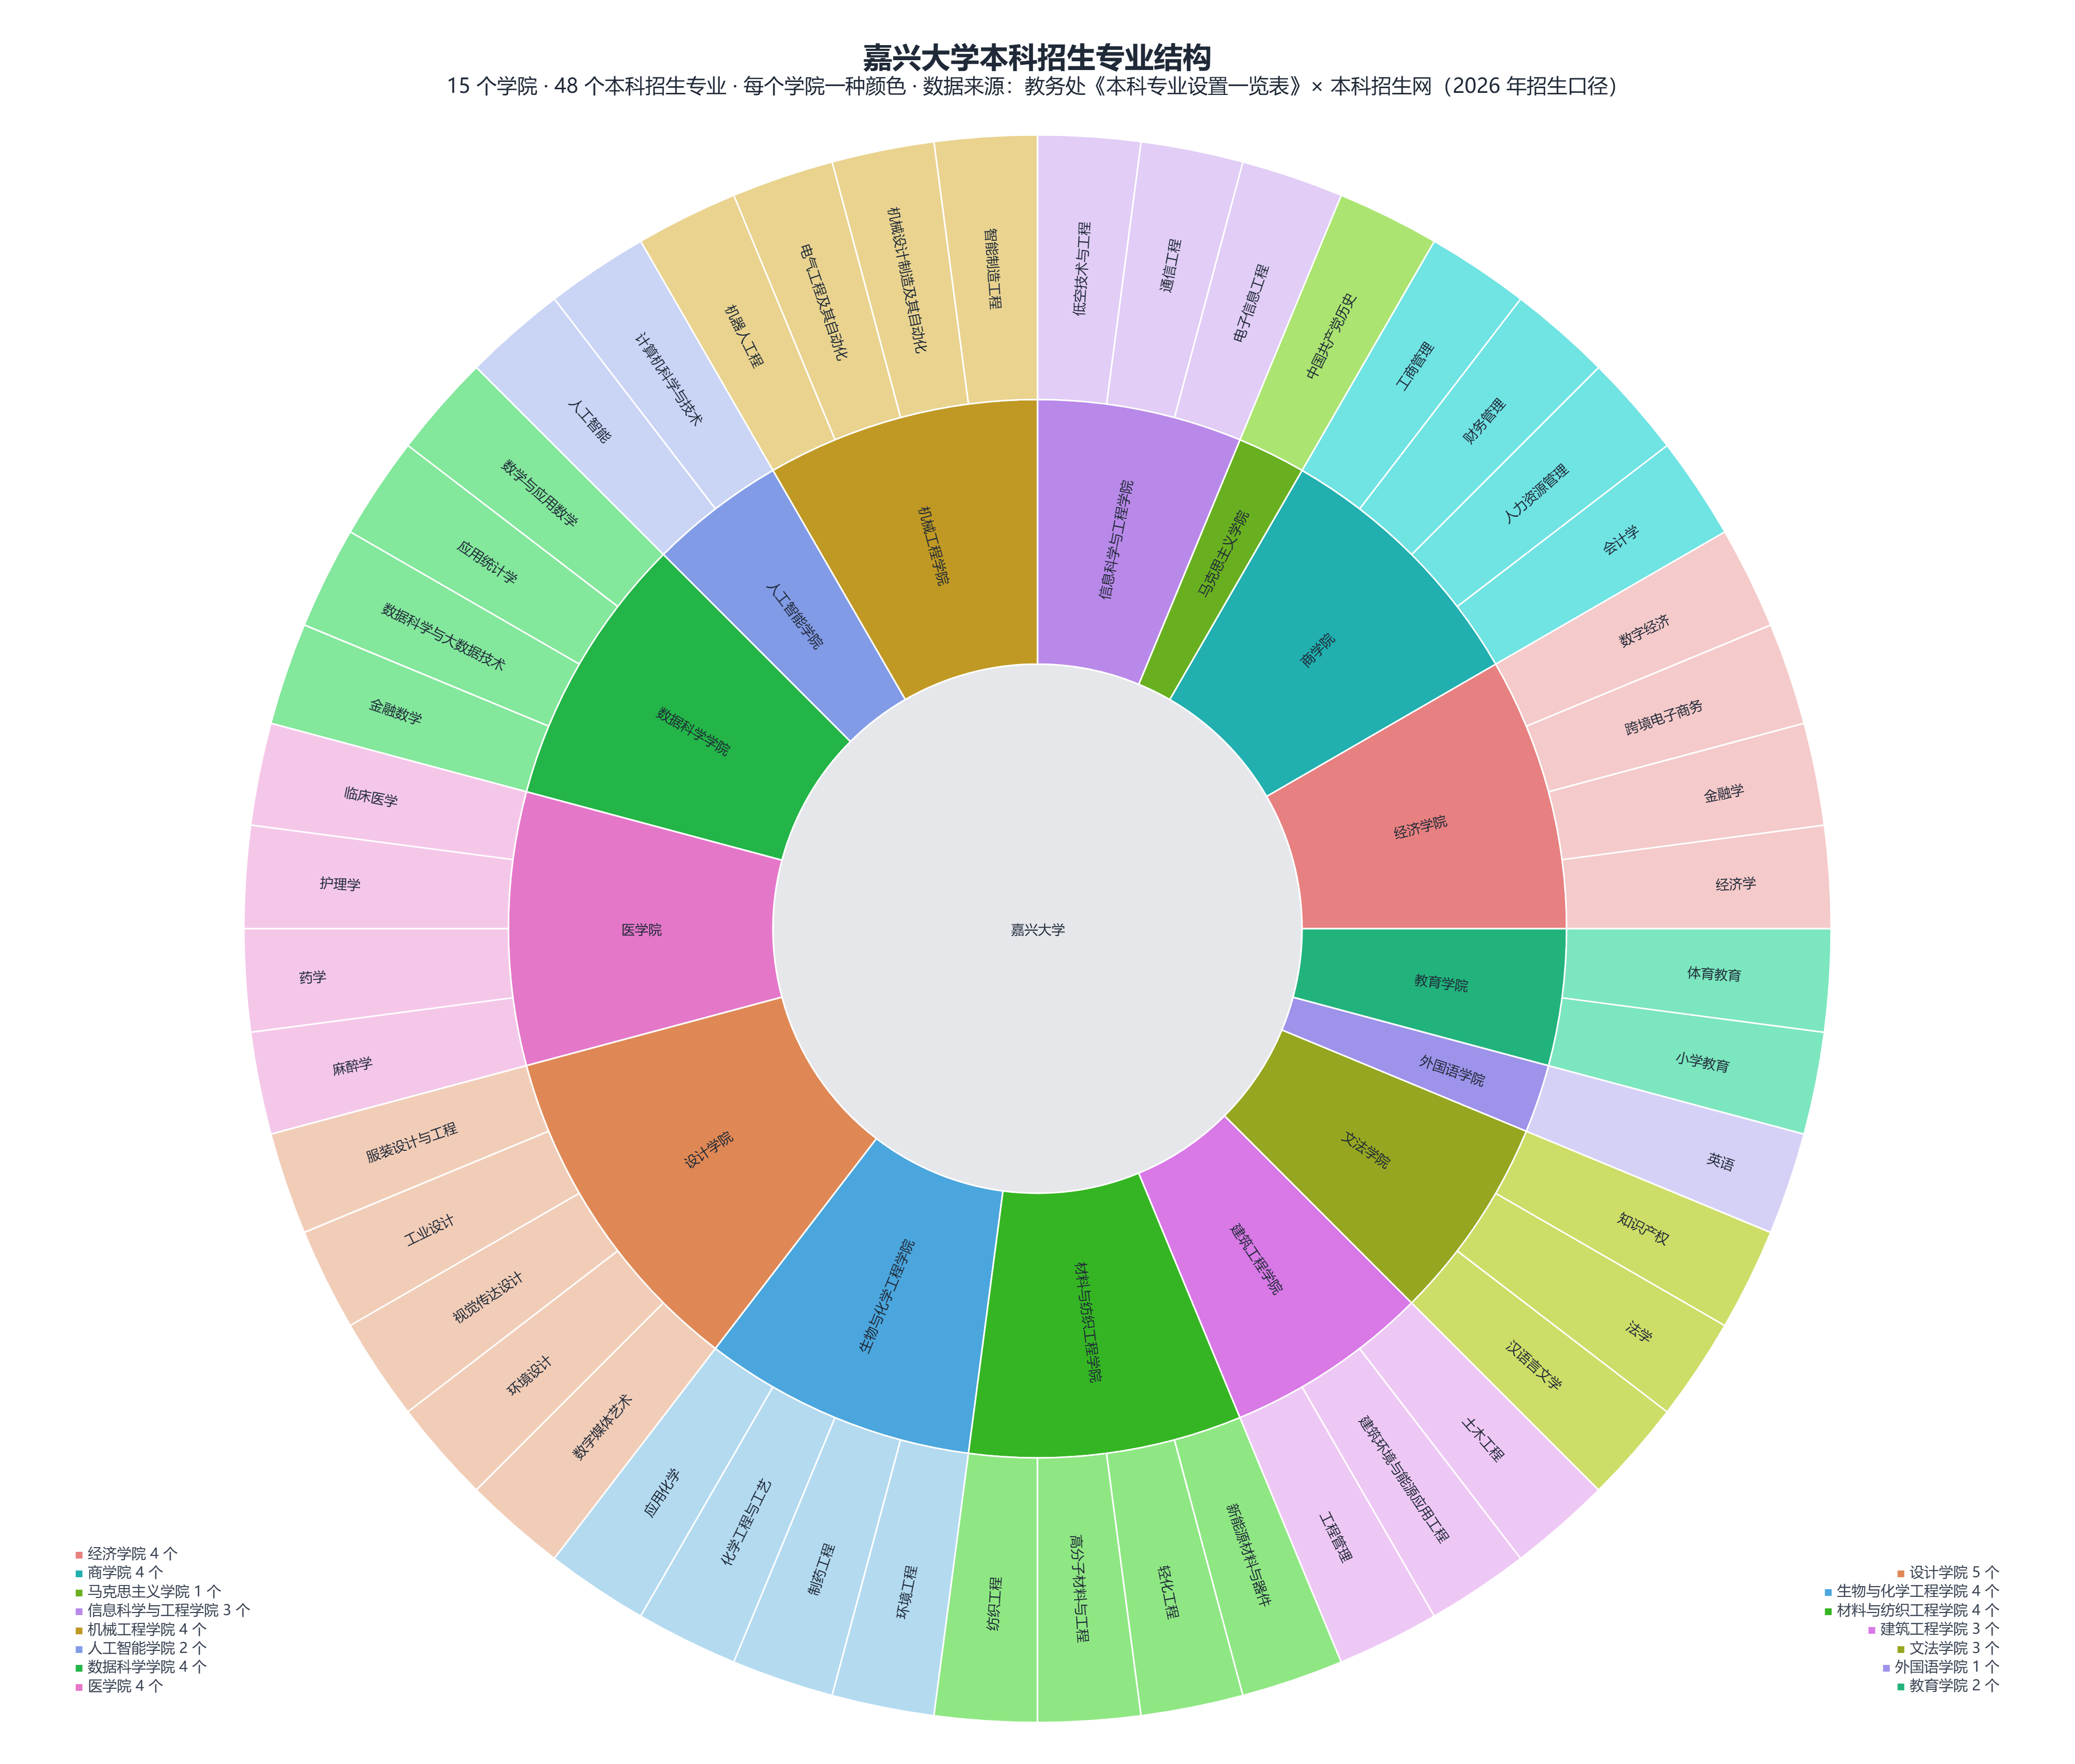 嘉兴大学本科招生专业结构
15 个学院 · 48 个本科招生专业 · 每个学院一种颜色 · 数据来源：教务处《本科专业设置一览表》× 本科招生网（2026 年招生口径）
嘉兴大学
信息科学与工程学院
低空技术与工程
通信工程
电子信息工程
马克思主义学院
中国共产党历史
商学院
工商管理
财务管理
人力资源管理
会计学
经济学院
数字经济
跨境电子商务
金融学
经济学
教育学院
体育教育
小学教育
外国语学院
英语
文法学院
知识产权
法学
汉语言文学
建筑工程学院
土木工程
建筑环境与能源应用工程
工程管理
材料与纺织工程学院
新能源材料与器件
轻化工程
高分子材料与工程
纺织工程
生物与化学工程学院
环境工程
制药工程
化学工程与工艺
应用化学
设计学院
数字媒体艺术
环境设计
视觉传达设计
工业设计
服装设计与工程
医学院
麻醉学
药学
护理学
临床医学
数据科学学院
金融数学
数据科学与大数据技术
应用统计学
数学与应用数学
人工智能学院
人工智能
计算机科学与技术
机械工程学院
机器人工程
电气工程及其自动化
机械设计制造及其自动化
智能制造工程
经济学院 4 个
商学院 4 个
马克思主义学院 1 个
信息科学与工程学院 3 个
机械工程学院 4 个
人工智能学院 2 个
数据科学学院 4 个
医学院 4 个
设计学院 5 个
生物与化学工程学院 4 个
材料与纺织工程学院 4 个
建筑工程学院 3 个
文法学院 3 个
外国语学院 1 个
教育学院 2 个